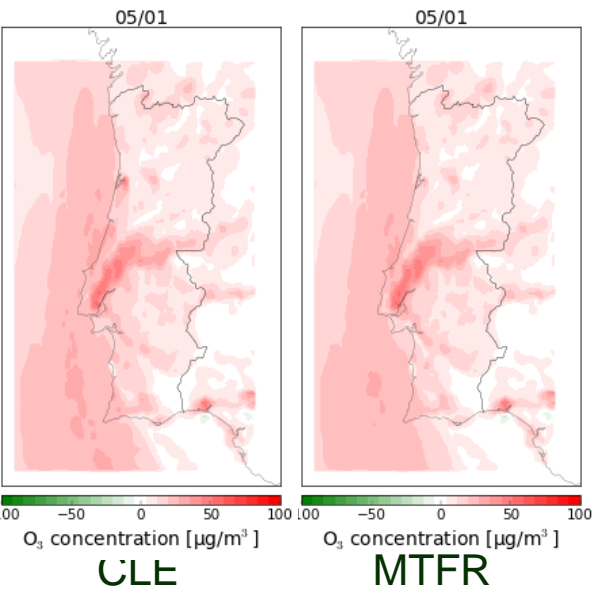 05/01 05/01
00 −50 0 50 100 100 −50 0 50 100
O₃ concentration [µg/m³] O₃ concentration [µg/m³]
CLE MTFR